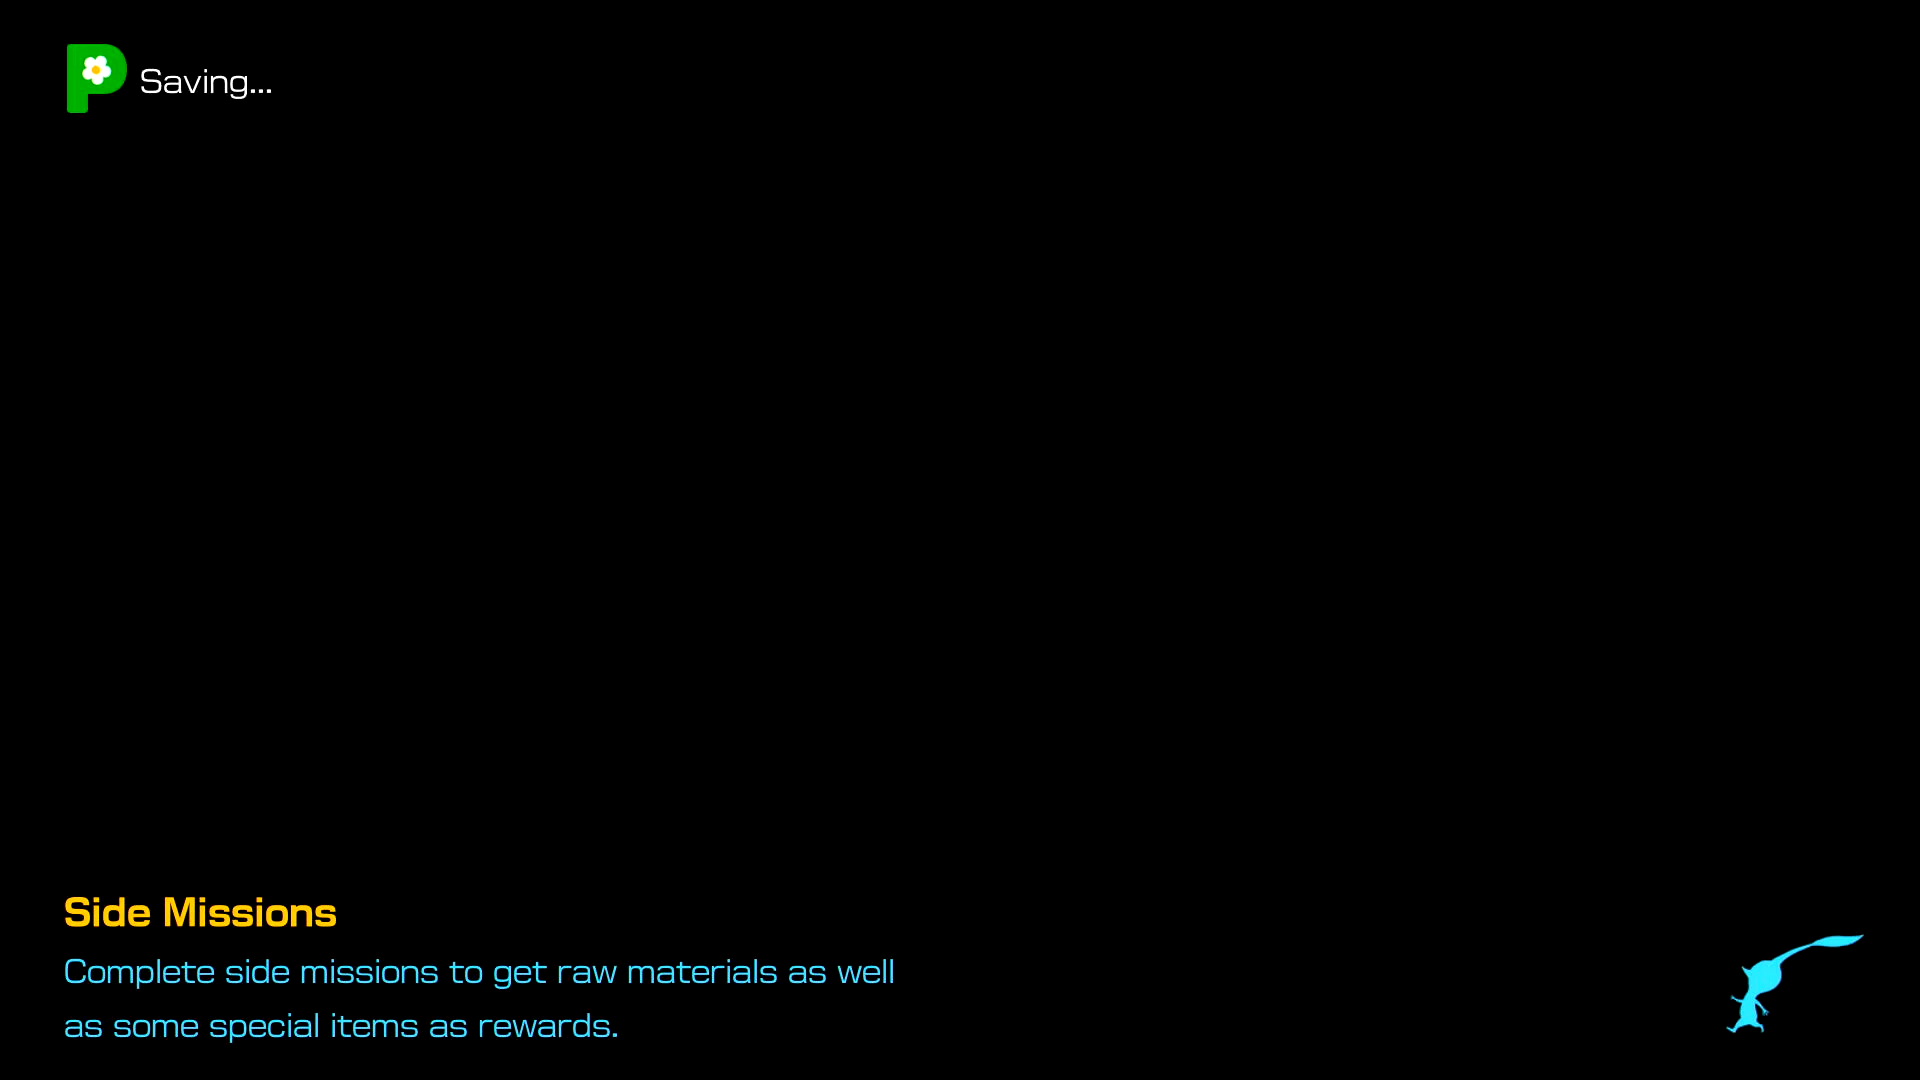 P Saving...
Side Missions
Complete side missions to get raw materials as well
as some special items as rewards.